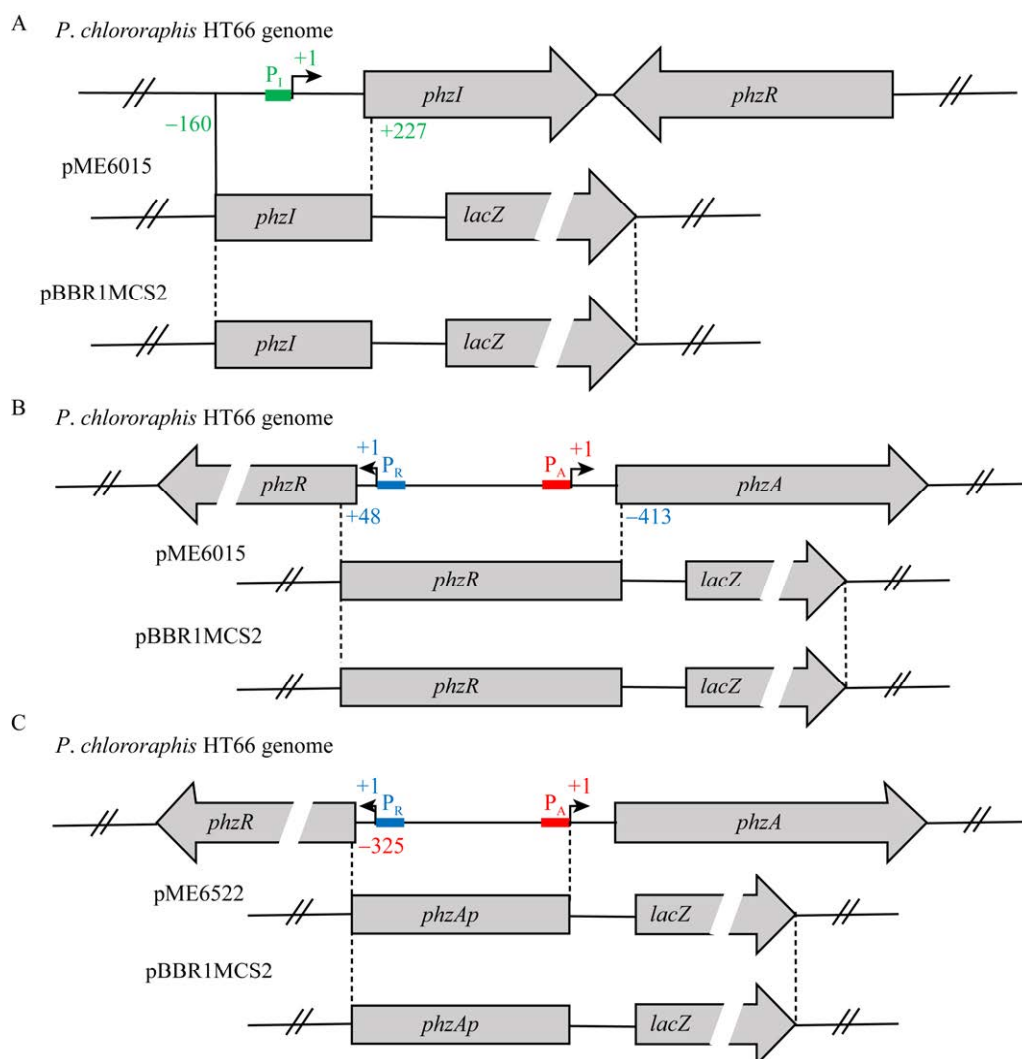 A
P. chlororaphis HT66 genome
P_I +1
phzI phzR
−160 +227
pME6015
phzI lacZ
pBBR1MCS2
phzI lacZ
B
P. chlororaphis HT66 genome
+1 P_R P_A +1
phzR phzA
+48 −413
pME6015
phzR lacZ
pBBR1MCS2
phzR lacZ
C
P. chlororaphis HT66 genome
+1 P_R P_A +1
phzR phzA
−325
pME6522
phzAp lacZ
pBBR1MCS2
phzAp lacZ